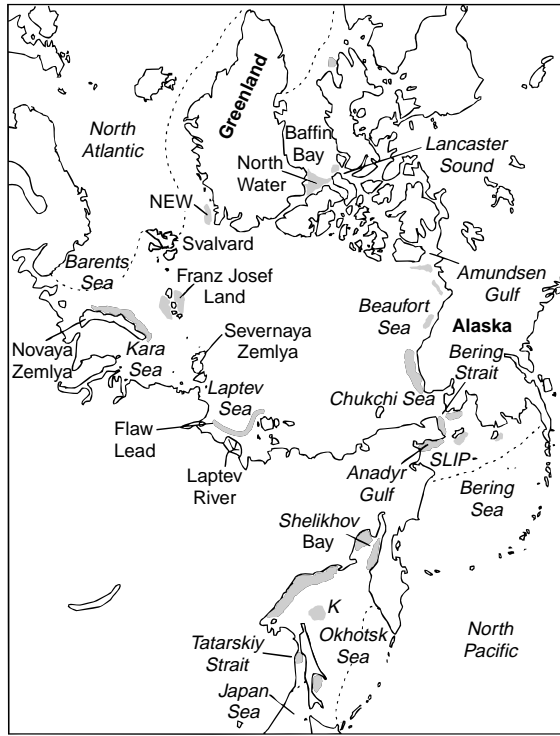 Greenland
North
Atlantic
Baffin
Bay
North
Water
Lancaster
Sound
NEW
Svalvard
Barents
Sea
Franz Josef
Land
Amundsen
Gulf
Beaufort
Sea
Alaska
Novaya
Zemlya
Kara
Sea
Severnaya
Zemlya
Bering
Strait
Laptev
Sea
Chukchi Sea
Flaw
Lead
Laptev
River
Anadyr
Gulf
SLIP
Bering
Sea
Shelikhov
Bay
K
Okhotsk
Sea
North
Pacific
Tatarskiy
Strait
Japan
Sea